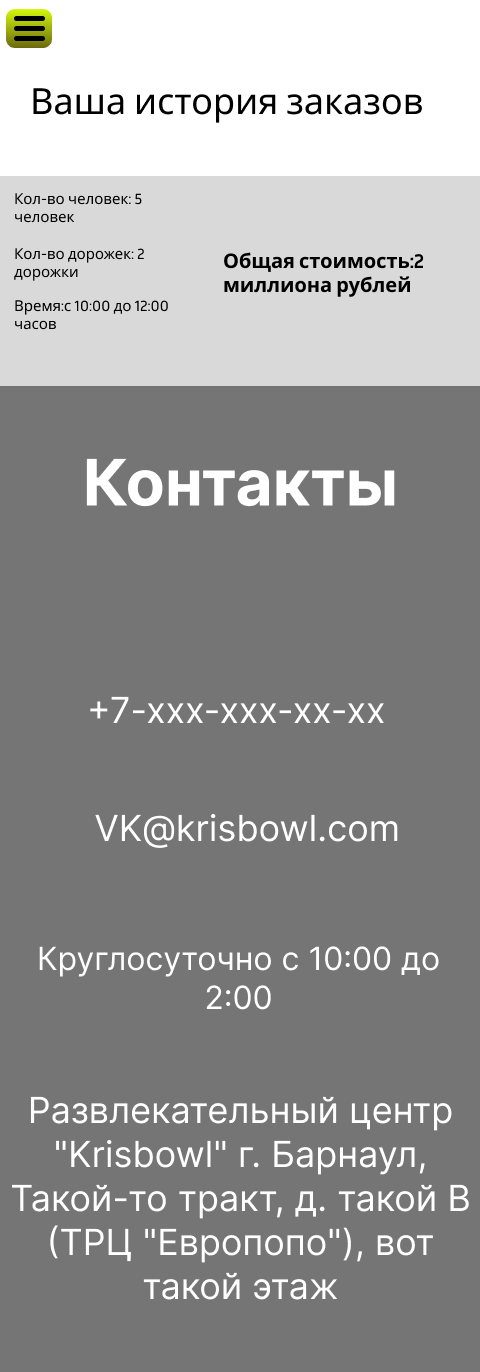 Ваша история заказов
Кол-во человек: 5
человек
Кол-во дорожек: 2
дорожки
Время:с 10:00 до 12:00
часов
Общая стоимость:2
миллиона рублей
Контакты
+7-xxx-xxx-xx-xx
VK@krisbowl.com
Круглосуточно с 10:00 до
2:00
Развлекательный центр
"Krisbowl" г. Барнаул,
Такой-то тракт, д. такой В
(ТРЦ "Европопо"), вот
такой этаж